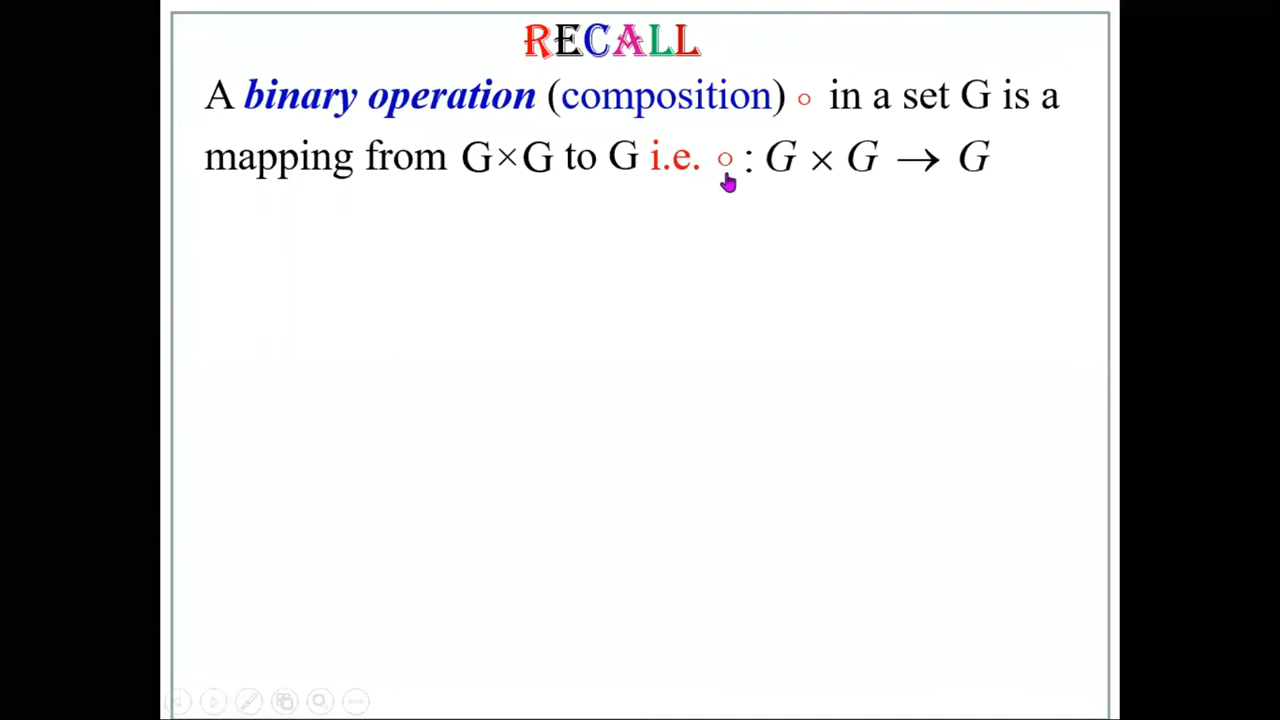 RECALL
A binary operation (composition) ∘ in a set G is a
mapping from G×G to G i.e. ∘ : G × G → G